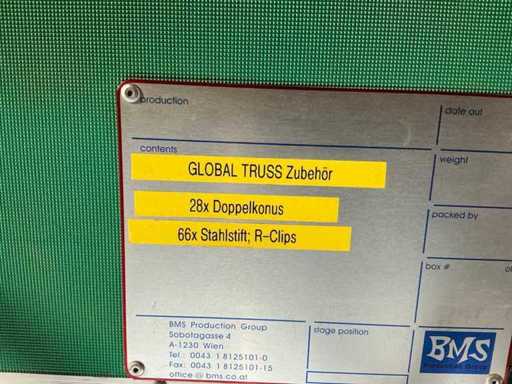 production
date out
contents
GLOBAL TRUSS Zubehör
weight
28x Doppelkonus
packed by
66x Stahlstift; R-Clips
box #
BMS Production Group
Sobotagasse 4
A-1230 Wien
Tel.: 0043 1 8125101-0
Fax: 0043 1 8125101-15
office @ bms.co.at
stage position
BMS
Production Group